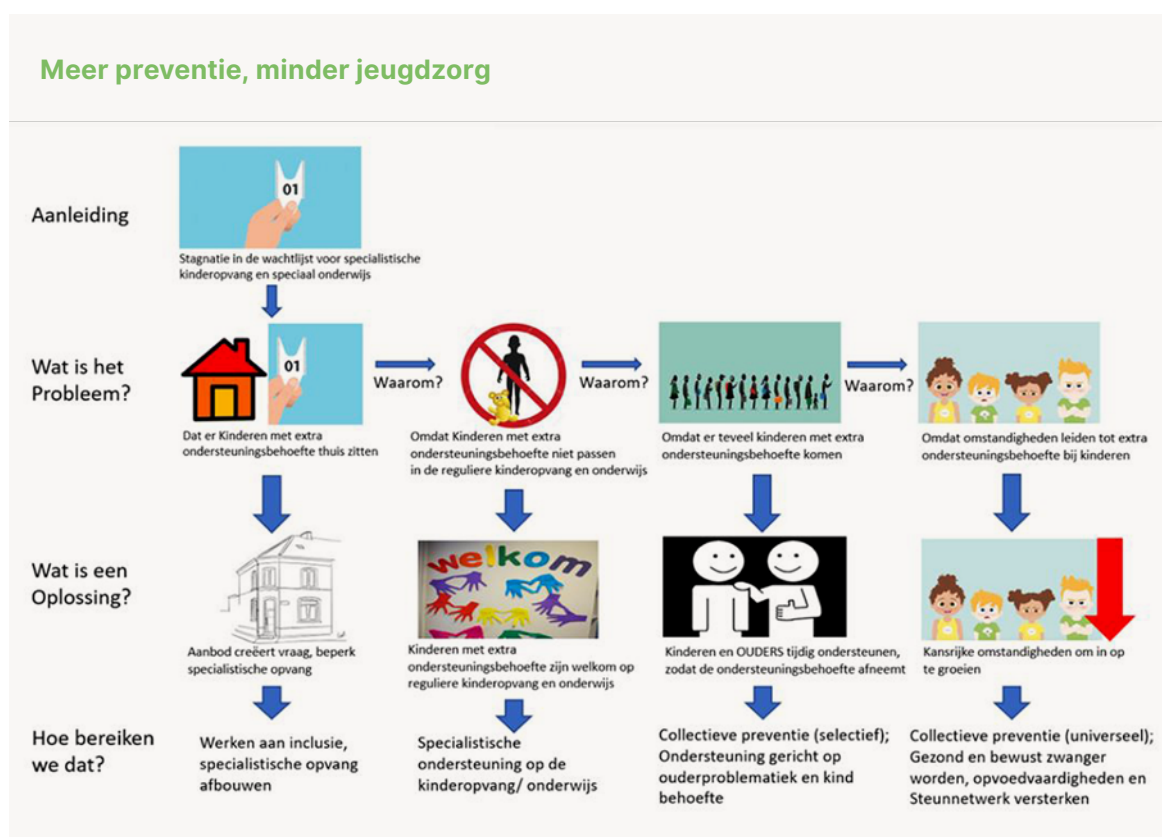 Meer preventie, minder jeugdzorg
Aanleiding
01
Stagnatie in de wachtlijst voor specialistische
kinderopvang en speciaal onderwijs
Wat is het
Probleem?
01
Dat er Kinderen met extra
ondersteuningsbehoefte thuis zitten
Waarom?
Omdat Kinderen met extra
ondersteuningsbehoefte niet passen
in de reguliere kinderopvang en onderwijs
Waarom?
Omdat er teveel kinderen met extra
ondersteuningsbehoefte komen
Waarom?
Omdat omstandigheden leiden tot extra
ondersteuningsbehoefte bij kinderen
Wat is een
Oplossing?
Aanbod creëert vraag, beperk
specialistische opvang
welkom
Kinderen met extra
ondersteuningsbehoefte zijn welkom op
reguliere kinderopvang en onderwijs
Kinderen en OUDERS tijdig ondersteunen,
zodat de ondersteuningsbehoefte afneemt
Kansrijke omstandigheden om in op
te groeien
Hoe bereiken
we dat?
Werken aan inclusie,
specialistische opvang
afbouwen
Specialistische
ondersteuning op de
kinderopvang/ onderwijs
Collectieve preventie (selectief);
Ondersteuning gericht op
ouderproblematiek en kind
behoefte
Collectieve preventie (universeel);
Gezond en bewust zwanger
worden, opvoedvaardigheden en
Steunnetwerk versterken